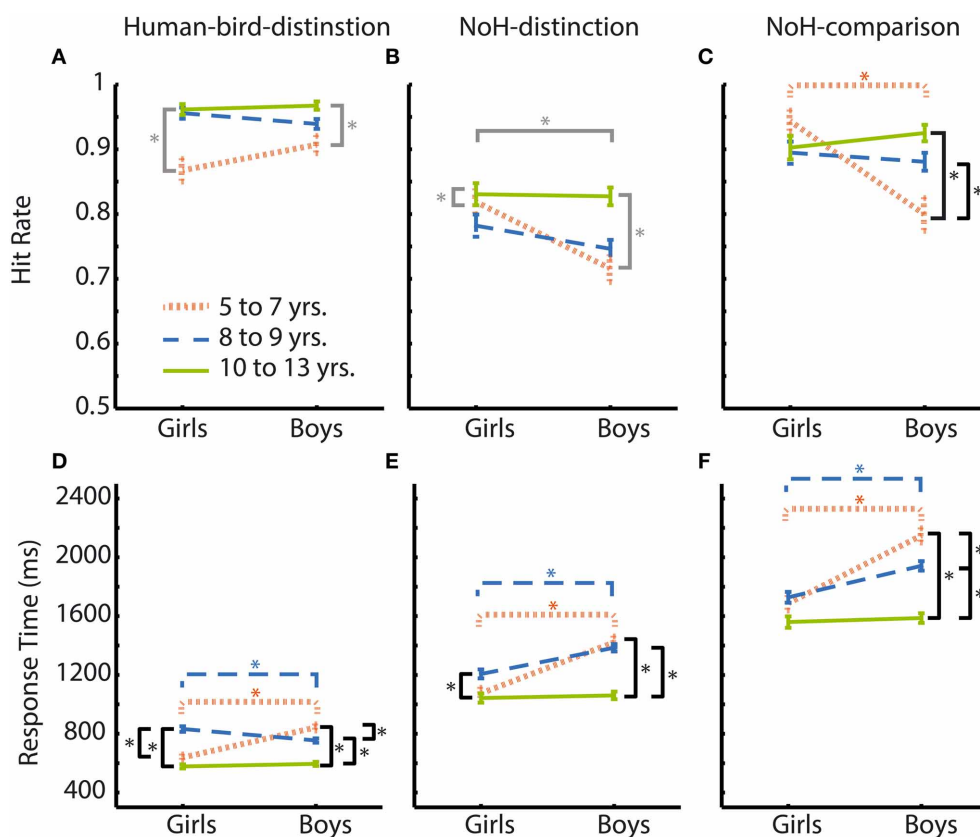 Human-bird-distinstion NoH-distinction NoH-comparison
A B C
Hit Rate
1
0.9
0.8
0.7
0.6
0.5
* * * * * * * *
5 to 7 yrs.
8 to 9 yrs.
10 to 13 yrs.
Girls Boys Girls Boys Girls Boys
D E F
Response Time (ms)
2400
2000
1600
1200
800
400
* * * * * * * * * * * * * * * * * *
Girls Boys Girls Boys Girls Boys